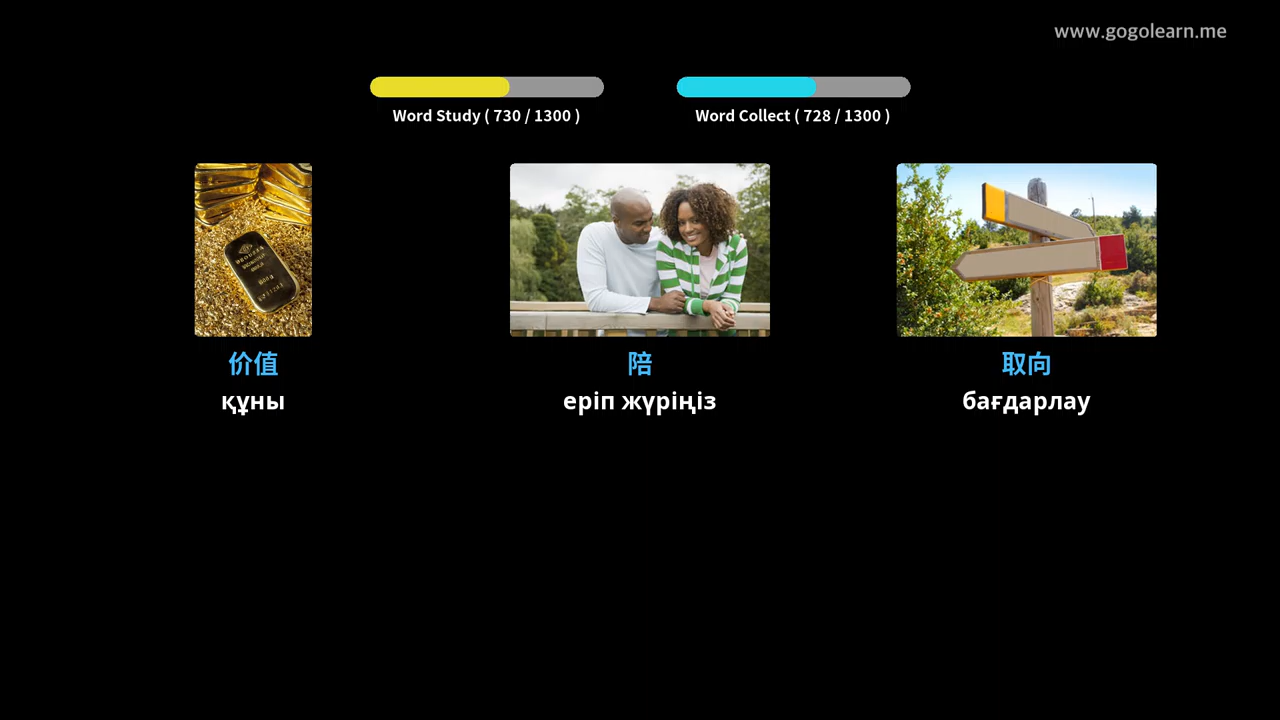 www.gogolearn.me
Word Study ( 730 / 1300 )
Word Collect ( 728 / 1300 )
价值
құны
陪
еріп жүріңіз
取向
бағдарлау